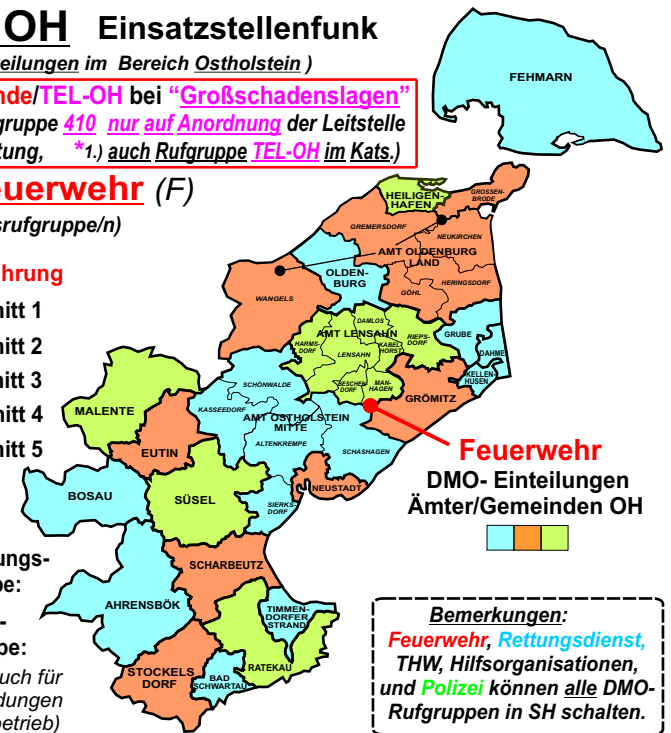 OH Einsatzstellenfunk
teilungen im Bereich Ostholstein )
nde/TEL-OH bei “Großschadenslagen”
gruppe 410 nur auf Anordnung der Leitstelle
tung, *1.) auch Rufgruppe TEL-OH im Kats.)
euerwehr (F)
srufgruppe/n)
hrung
nitt 1
nitt 2
nitt 3
nitt 4
nitt 5
ungs-
pe:
-
pe:
uch für
dungen
betrieb)
FEHMARN
HEILIGEN-
HAFEN
GROSSEN-
BRODE
GREMERSDORF
NEUKIRCHEN
AMT OLDENBURG
LAND
OLDEN-
BURG
WANGELS
GÖHL
HERINGSDORF
DAMLOS
AMT LENSAHN
HARMS-
DORF
KABEL
HORST
RIEPS-
DORF
LENSAHN
GRUBE
DAHME
BESCHEN
DORF
MAN-
HAGEN
KELLEN-
HUSEN
GRÖMITZ
SCHÖNWALDE
KASSEEDORF
AMT OSTHOLSTEIN
MITTE
ALTENKREMPE
SCHASHAGEN
MALENTE
EUTIN
BOSAU
SÜSEL
SIERKS-
DORF
NEUSTADT
SCHARBEUTZ
AHRENSBÖK
TIMMEN-
DORFER
STRAND
RATEKAU
STOCKELS
DORF
BAD
SCHWARTAU
Feuerwehr
DMO- Einteilungen
Ämter/Gemeinden OH
Bemerkungen:
Feuerwehr, Rettungsdienst,
THW, Hilfsorganisationen,
und Polizei können alle DMO-
Rufgruppen in SH schalten.